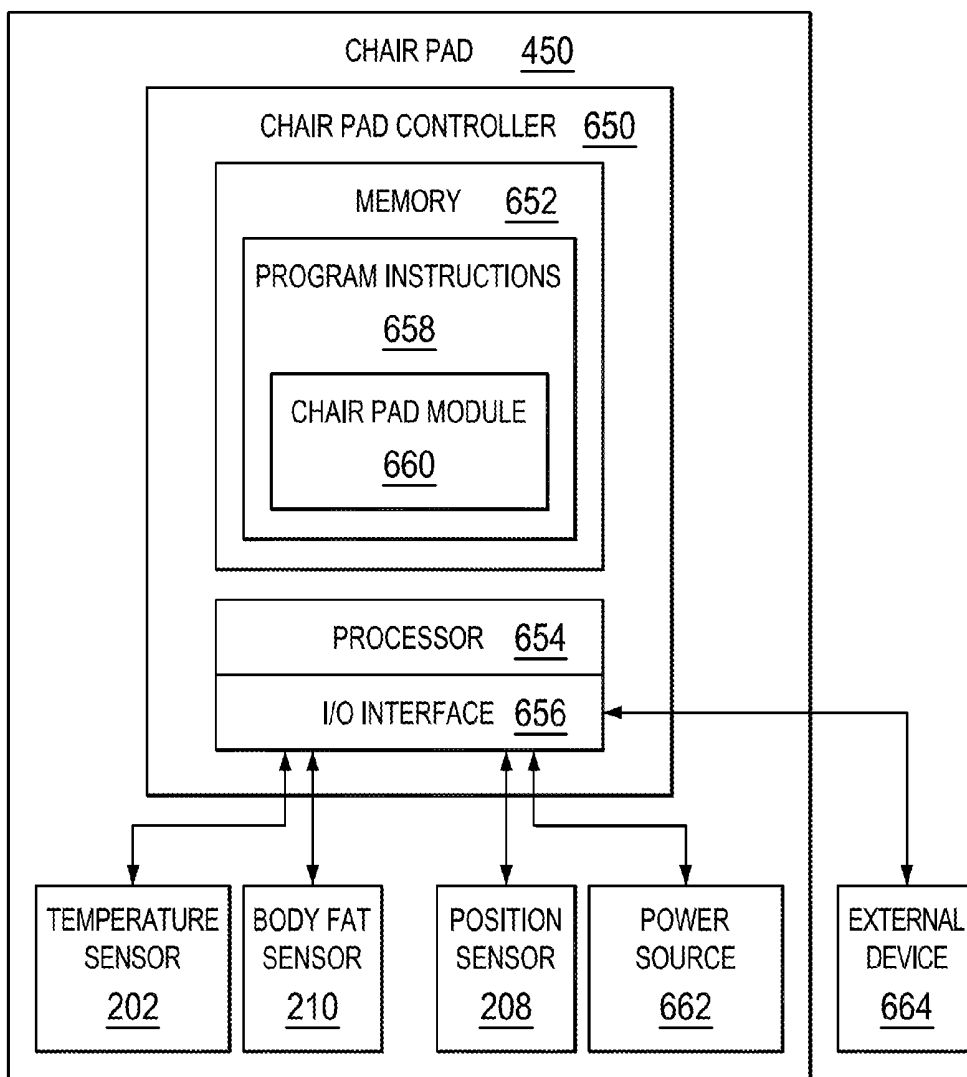 CHAIR PAD 450
CHAIR PAD CONTROLLER 650
MEMORY 652
PROGRAM INSTRUCTIONS
658
CHAIR PAD MODULE
660
PROCESSOR 654
I/O INTERFACE 656
TEMPERATURE
SENSOR
202
BODY FAT
SENSOR
210
POSITION
SENSOR
208
POWER
SOURCE
662
EXTERNAL
DEVICE
664